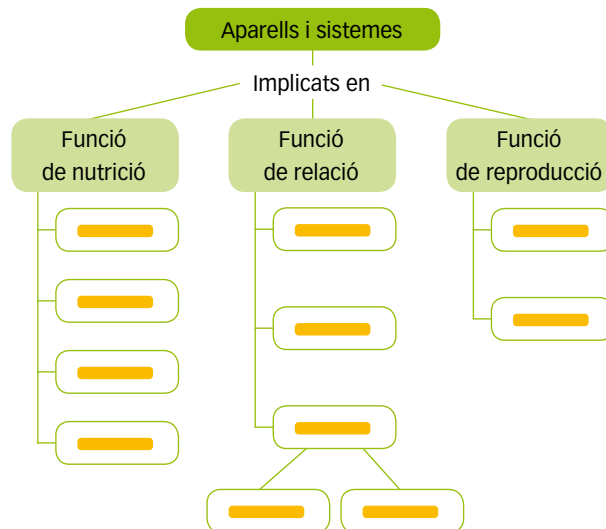 Aparells i sistemes
Implicats en
Funció
de nutrició
Funció
de relació
Funció
de reproducció